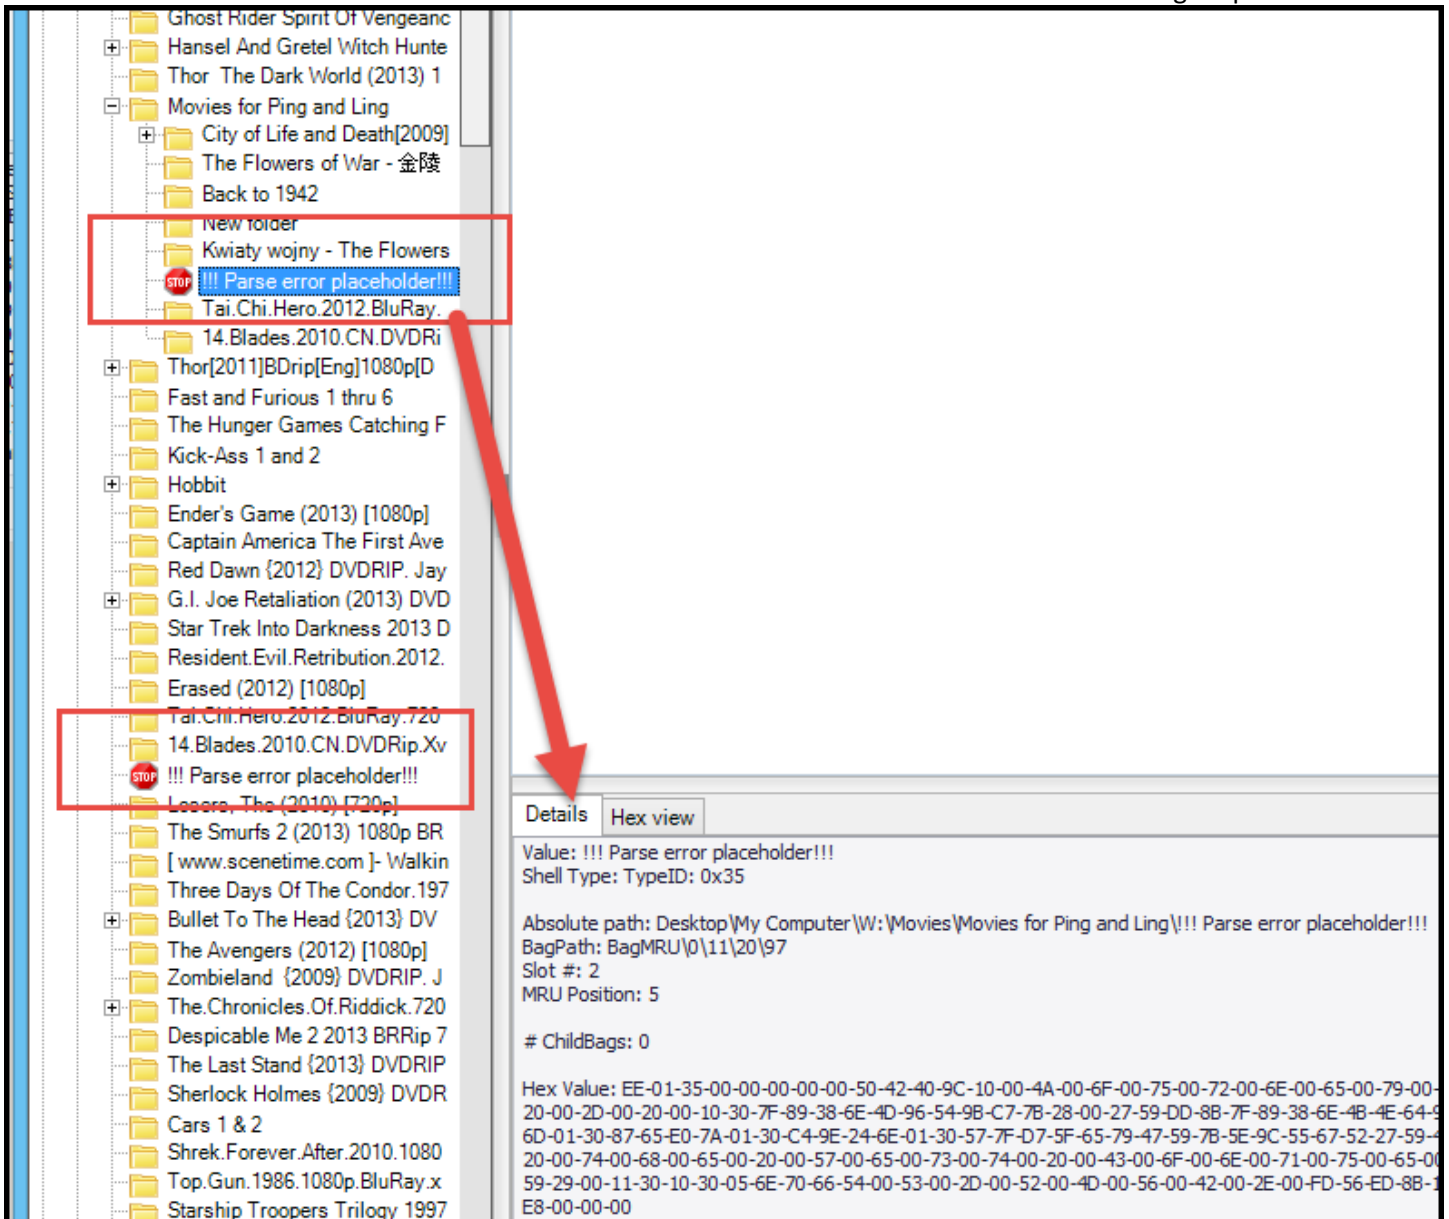 Ghost Rider Spirit Of Vengeanc
Hansel And Gretel Witch Hunte
Thor The Dark World (2013) 1
Movies for Ping and Ling
City of Life and Death[2009]
The Flowers of War - 金陵
Back to 1942
New folder
Kwiaty wojny - The Flowers
STOP !!! Parse error placeholder!!!
Tai.Chi.Hero.2012.BluRay.
14.Blades.2010.CN.DVDRi
Thor[2011]BDrip[Eng]1080p[D
Fast and Furious 1 thru 6
The Hunger Games Catching F
Kick-Ass 1 and 2
Hobbit
Ender's Game (2013) [1080p]
Captain America The First Ave
Red Dawn {2012} DVDRIP. Jay
G.I. Joe Retaliation (2013) DVD
Star Trek Into Darkness 2013 D
Resident.Evil.Retribution.2012.
Erased (2012) [1080p]
Tai.Chi.Hero.2012.BluRay.720
14.Blades.2010.CN.DVDRip.Xv
STOP !!! Parse error placeholder!!!
Losers, The (2010) [720p]
The Smurfs 2 (2013) 1080p BR
[ www.scenetime.com ]- Walkin
Three Days Of The Condor.197
Bullet To The Head {2013} DV
The Avengers (2012) [1080p]
Zombieland {2009} DVDRIP. J
The.Chronicles.Of.Riddick.720
Despicable Me 2 2013 BRRip 7
The Last Stand {2013} DVDRIP
Sherlock Holmes {2009} DVDR
Cars 1 & 2
Shrek.Forever.After.2010.1080
Top.Gun.1986.1080p.BluRay.x
Starship Troopers Trilogy 1997
Details Hex view
Value: !!! Parse error placeholder!!!
Shell Type: TypeID: 0x35
Absolute path: Desktop\My Computer\W:\Movies\Movies for Ping and Ling\!!! Parse error placeholder!!!
BagPath: BagMRU\0\11\20\97
Slot #: 2
MRU Position: 5
# ChildBags: 0
Hex Value: EE-01-35-00-00-00-00-00-50-42-40-9C-10-00-4A-00-6F-00-75-00-72-00-6E-00-65-00-79-00-
20-00-2D-00-20-00-10-30-7F-89-38-6E-4D-96-54-9B-C7-7B-28-00-27-59-DD-8B-7F-89-38-6E-4B-4E-64-
6D-01-30-87-65-E0-7A-01-30-C4-9E-24-6E-01-30-57-7F-D7-5F-65-79-47-59-7B-5E-9C-55-67-52-27-59-
20-00-74-00-68-00-65-00-20-00-57-00-65-00-73-00-74-00-20-00-43-00-6F-00-6E-00-71-00-75-00-65-00
59-29-00-11-30-10-30-05-6E-70-66-54-00-53-00-2D-00-52-00-4D-00-56-00-42-00-2E-00-FD-56-ED-8B-
E8-00-00-00